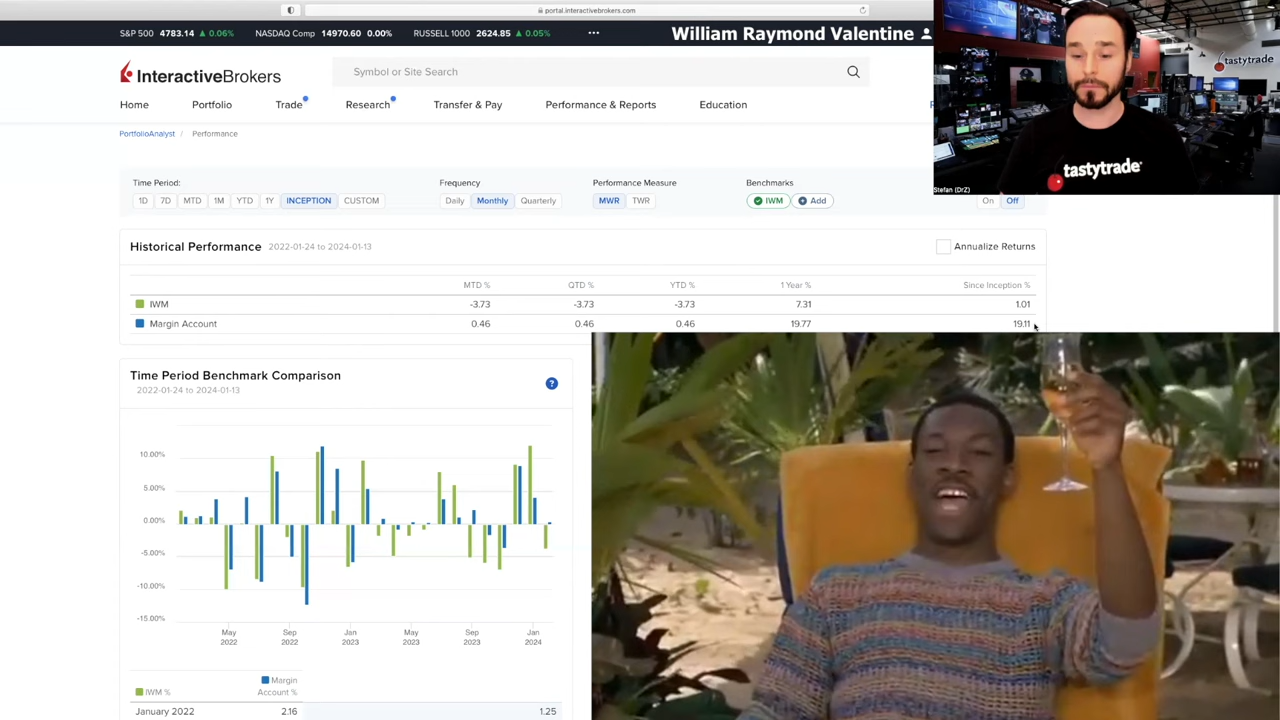 portal.interactivebrokers.com
S&P 500 4783.14 ▲ 0.06% NASDAQ Comp 14970.60 0.00% RUSSELL 1000 2624.85 ▲ 0.05% ••• William Raymond Valentine
InteractiveBrokers
Symbol or Site Search
Home Portfolio Trade Research Transfer & Pay Performance & Reports Education
PortfolioAnalyst / Performance
tastytrade
tastytrade
Stefan (DrZ)
Time Period: Frequency Performance Measure Benchmarks
1D 7D MTD 1M YTD 1Y INCEPTION CUSTOM Daily Monthly Quarterly MWR TWR IWM Add On Off
Historical Performance 2022-01-24 to 2024-01-13 Annualize Returns
MTD % QTD % YTD % 1 Year % Since Inception %
IWM -3.73 -3.73 -3.73 7.31 1.01
Margin Account 0.46 0.46 0.46 19.77 19.11
Time Period Benchmark Comparison
2022-01-24 to 2024-01-13
?
10.00%
5.00%
0.00%
-5.00%
-10.00%
-15.00%
May Sep Jan May Sep Jan
2022 2022 2023 2023 2023 2024
Margin
IWM % Account %
January 2022 2.16 1.25